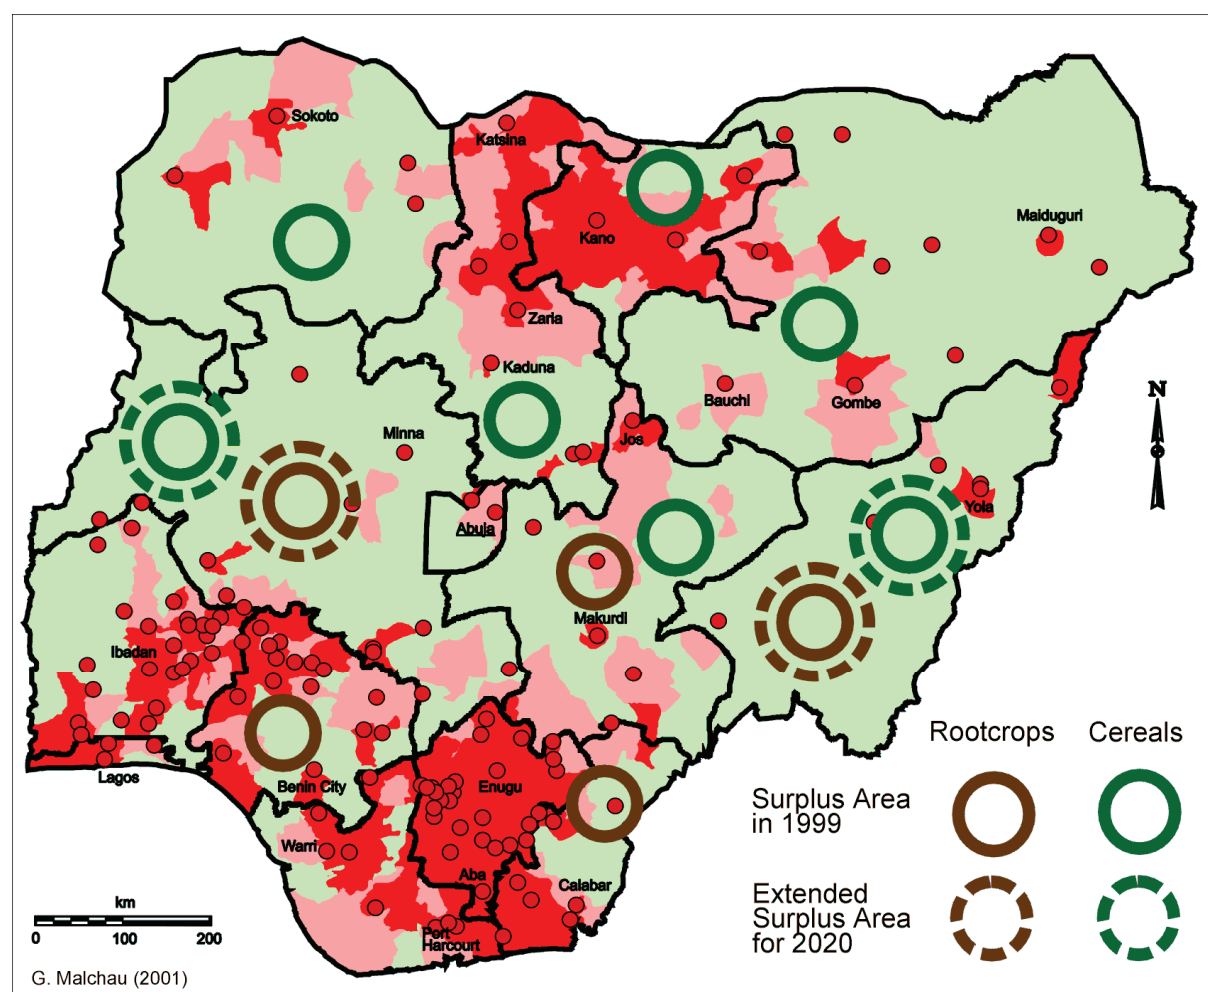 Sokoto
Katsina
Kano
Maiduguri
Zaria
Kaduna
Bauchi
Gombe
Minna
Jos
Abuja
Yola
Makurdi
Ibadan
Lagos
Benin City
Enugu
Warri
Aba
Calabar
Port
Harcourt
N
Rootcrops Cereals
Surplus Area
in 1999
Extended
Surplus Area
for 2020
km
0 100 200
G. Malchau (2001)